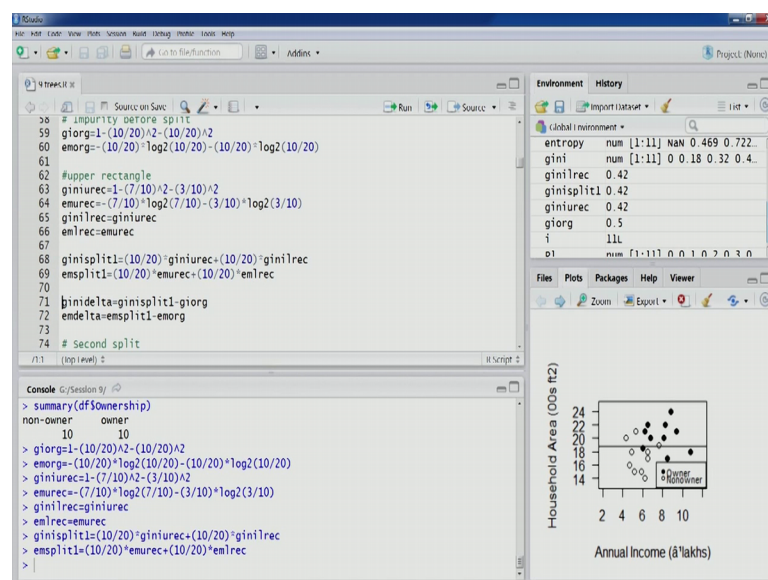 RStudio
File Edit Code View Plots Session Build Debug Profile Tools Help
Go to file/function
Addins
Project: (None)
9 trees.R
Source on Save
Run
Source
58 # Impurity before split
59 giorg=1-(10/20)^2-(10/20)^2
60 emorg=-(10/20)*log2(10/20)-(10/20)*log2(10/20)
61
62 #upper rectangle
63 giniurec=1-(7/10)^2-(3/10)^2
64 emurec=-(7/10)*log2(7/10)-(3/10)*log2(3/10)
65 ginilrec=giniurec
66 emlrec=emurec
67
68 ginisplit1=(10/20)*giniurec+(10/20)*ginilrec
69 emsplit1=(10/20)*emurec+(10/20)*emlrec
70
71 ginidelta=ginisplit1-giorg
72 emdelta=emsplit1-emorg
73
74 # Second split
71:1 (Top Level) R Script
Console G:/Session 9/
> summary(df$Ownership)
non-owner owner
10 10
> giorg=1-(10/20)^2-(10/20)^2
> emorg=-(10/20)*log2(10/20)-(10/20)*log2(10/20)
> giniurec=1-(7/10)^2-(3/10)^2
> emurec=-(7/10)*log2(7/10)-(3/10)*log2(3/10)
> ginilrec=giniurec
> emlrec=emurec
> ginisplit1=(10/20)*giniurec+(10/20)*ginilrec
> emsplit1=(10/20)*emurec+(10/20)*emlrec
>
Environment History
Import Dataset List
Global Environment
entropy num [1:11] NaN 0.469 0.722…
gini num [1:11] 0 0.18 0.32 0.4…
ginilrec 0.42
ginisplit1 0.42
giniurec 0.42
giorg 0.5
i 11L
p1 num [1:11] 0 0.1 0.2 0.3 0
Files Plots Packages Help Viewer
Zoom Export
Household Area (00s ft2)
24
22
20
18
16
14
Owner
Nonowner
2 4 6 8 10
Annual Income (â¹lakhs)